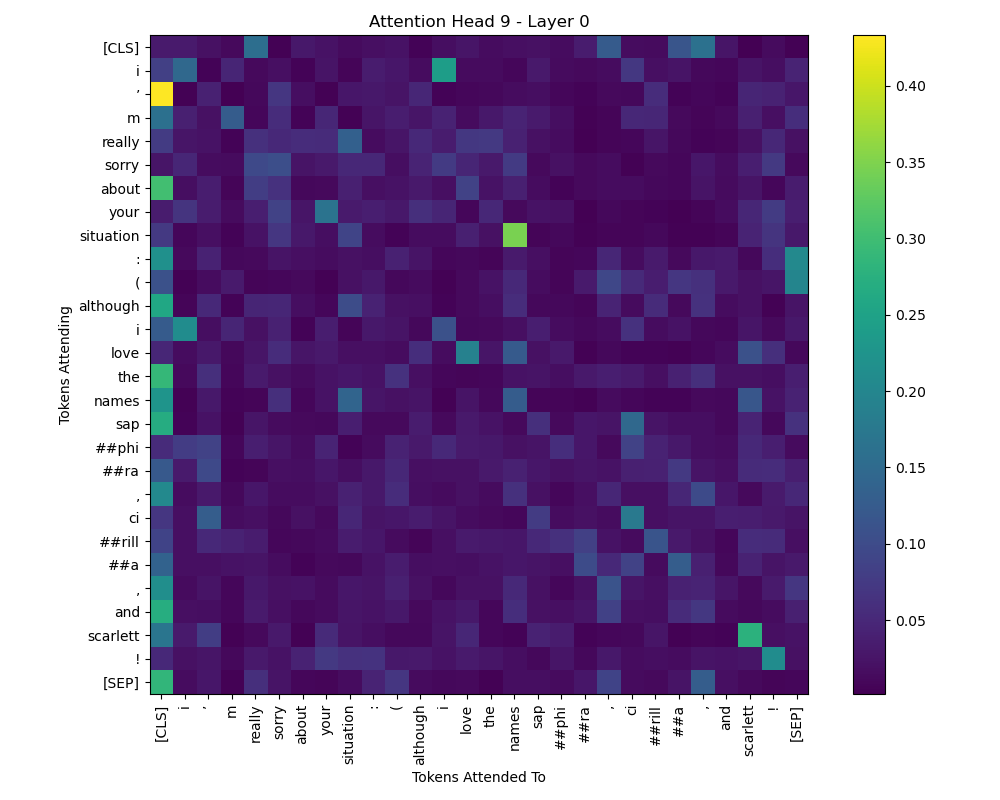 Attention Head 9 - Layer 0
Tokens Attending
[CLS]
i
'
m
really
sorry
about
your
situation
:
(
although
i
love
the
names
sap
##phi
##ra
,
ci
##rill
##a
,
and
scarlett
!
[SEP]
[CLS]
i
'
m
really
sorry
about
your
situation
:
(
although
i
love
the
names
sap
##phi
##ra
,
ci
##rill
##a
,
and
scarlett
!
[SEP]
Tokens Attended To
0.40
0.35
0.30
0.25
0.20
0.15
0.10
0.05